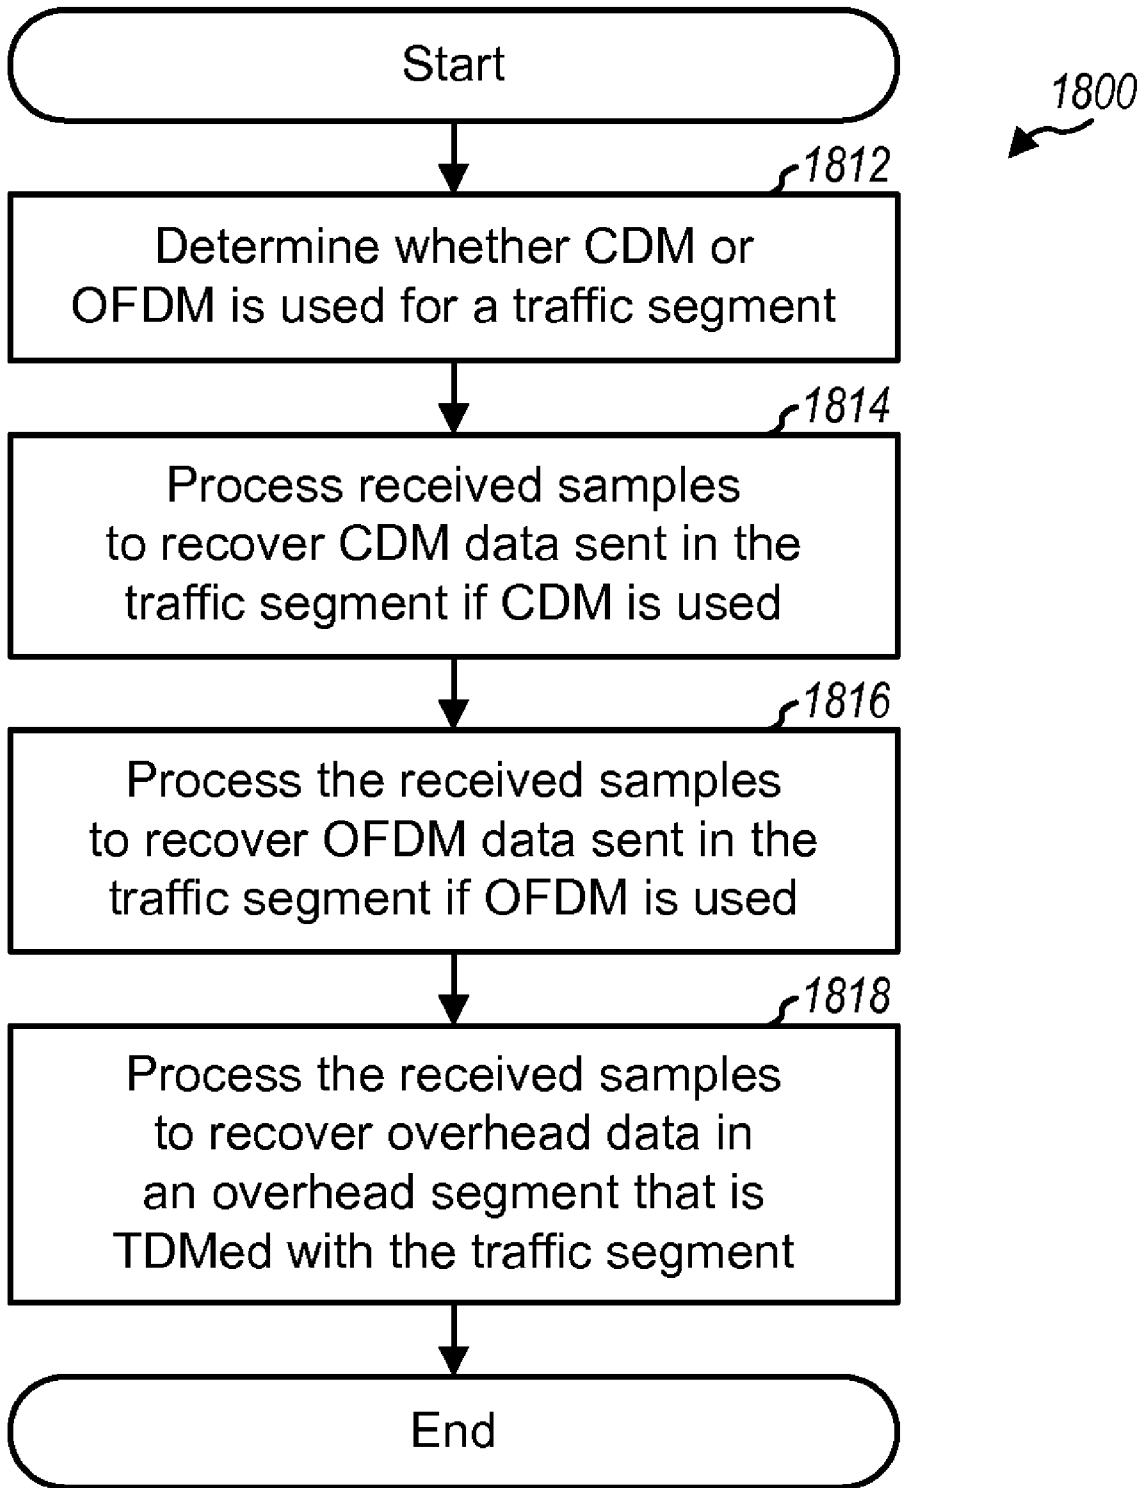 Start
1800
1812
Determine whether CDM or
OFDM is used for a traffic segment
1814
Process received samples
to recover CDM data sent in the
traffic segment if CDM is used
1816
Process the received samples
to recover OFDM data sent in the
traffic segment if OFDM is used
1818
Process the received samples
to recover overhead data in
an overhead segment that is
TDMed with the traffic segment
End